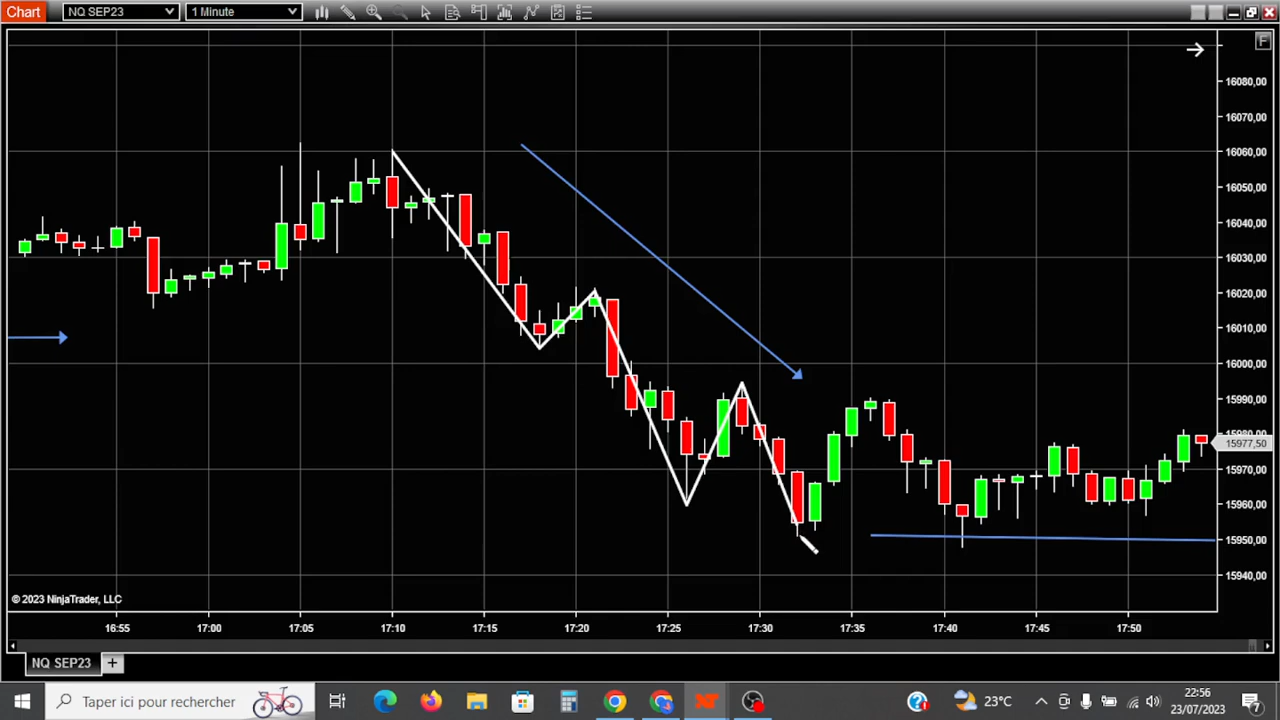 Chart NQ SEP23 1 Minute
F
16080,00
16070,00
16060,00
16050,00
16040,00
16030,00
16020,00
16010,00
16000,00
15990,00
15980,00
15977,50
15970,00
15960,00
15950,00
15940,00
© 2023 NinjaTrader, LLC
16:55 17:00 17:05 17:10 17:15 17:20 17:25 17:30 17:35 17:40 17:45 17:50
NQ SEP23 +
Taper ici pour rechercher
23°C
22:56
23/07/2023
7